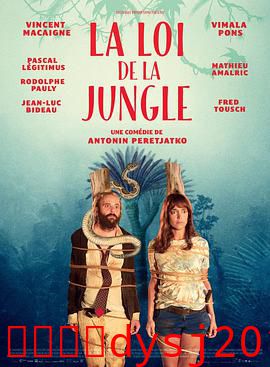 VINCENT
MACAIGNE
VIMALA
PONS
LA LOI
DE LA
JUNGLE
PASCAL
LÉGITIMUS
MATHIEU
AMALRIC
RODOLPHE
PAULY
JEAN-LUC
BIDEAU
FRED
TOUSCH
UNE COMÉDIE DE
ANTONIN PERETJATKO
dysj20